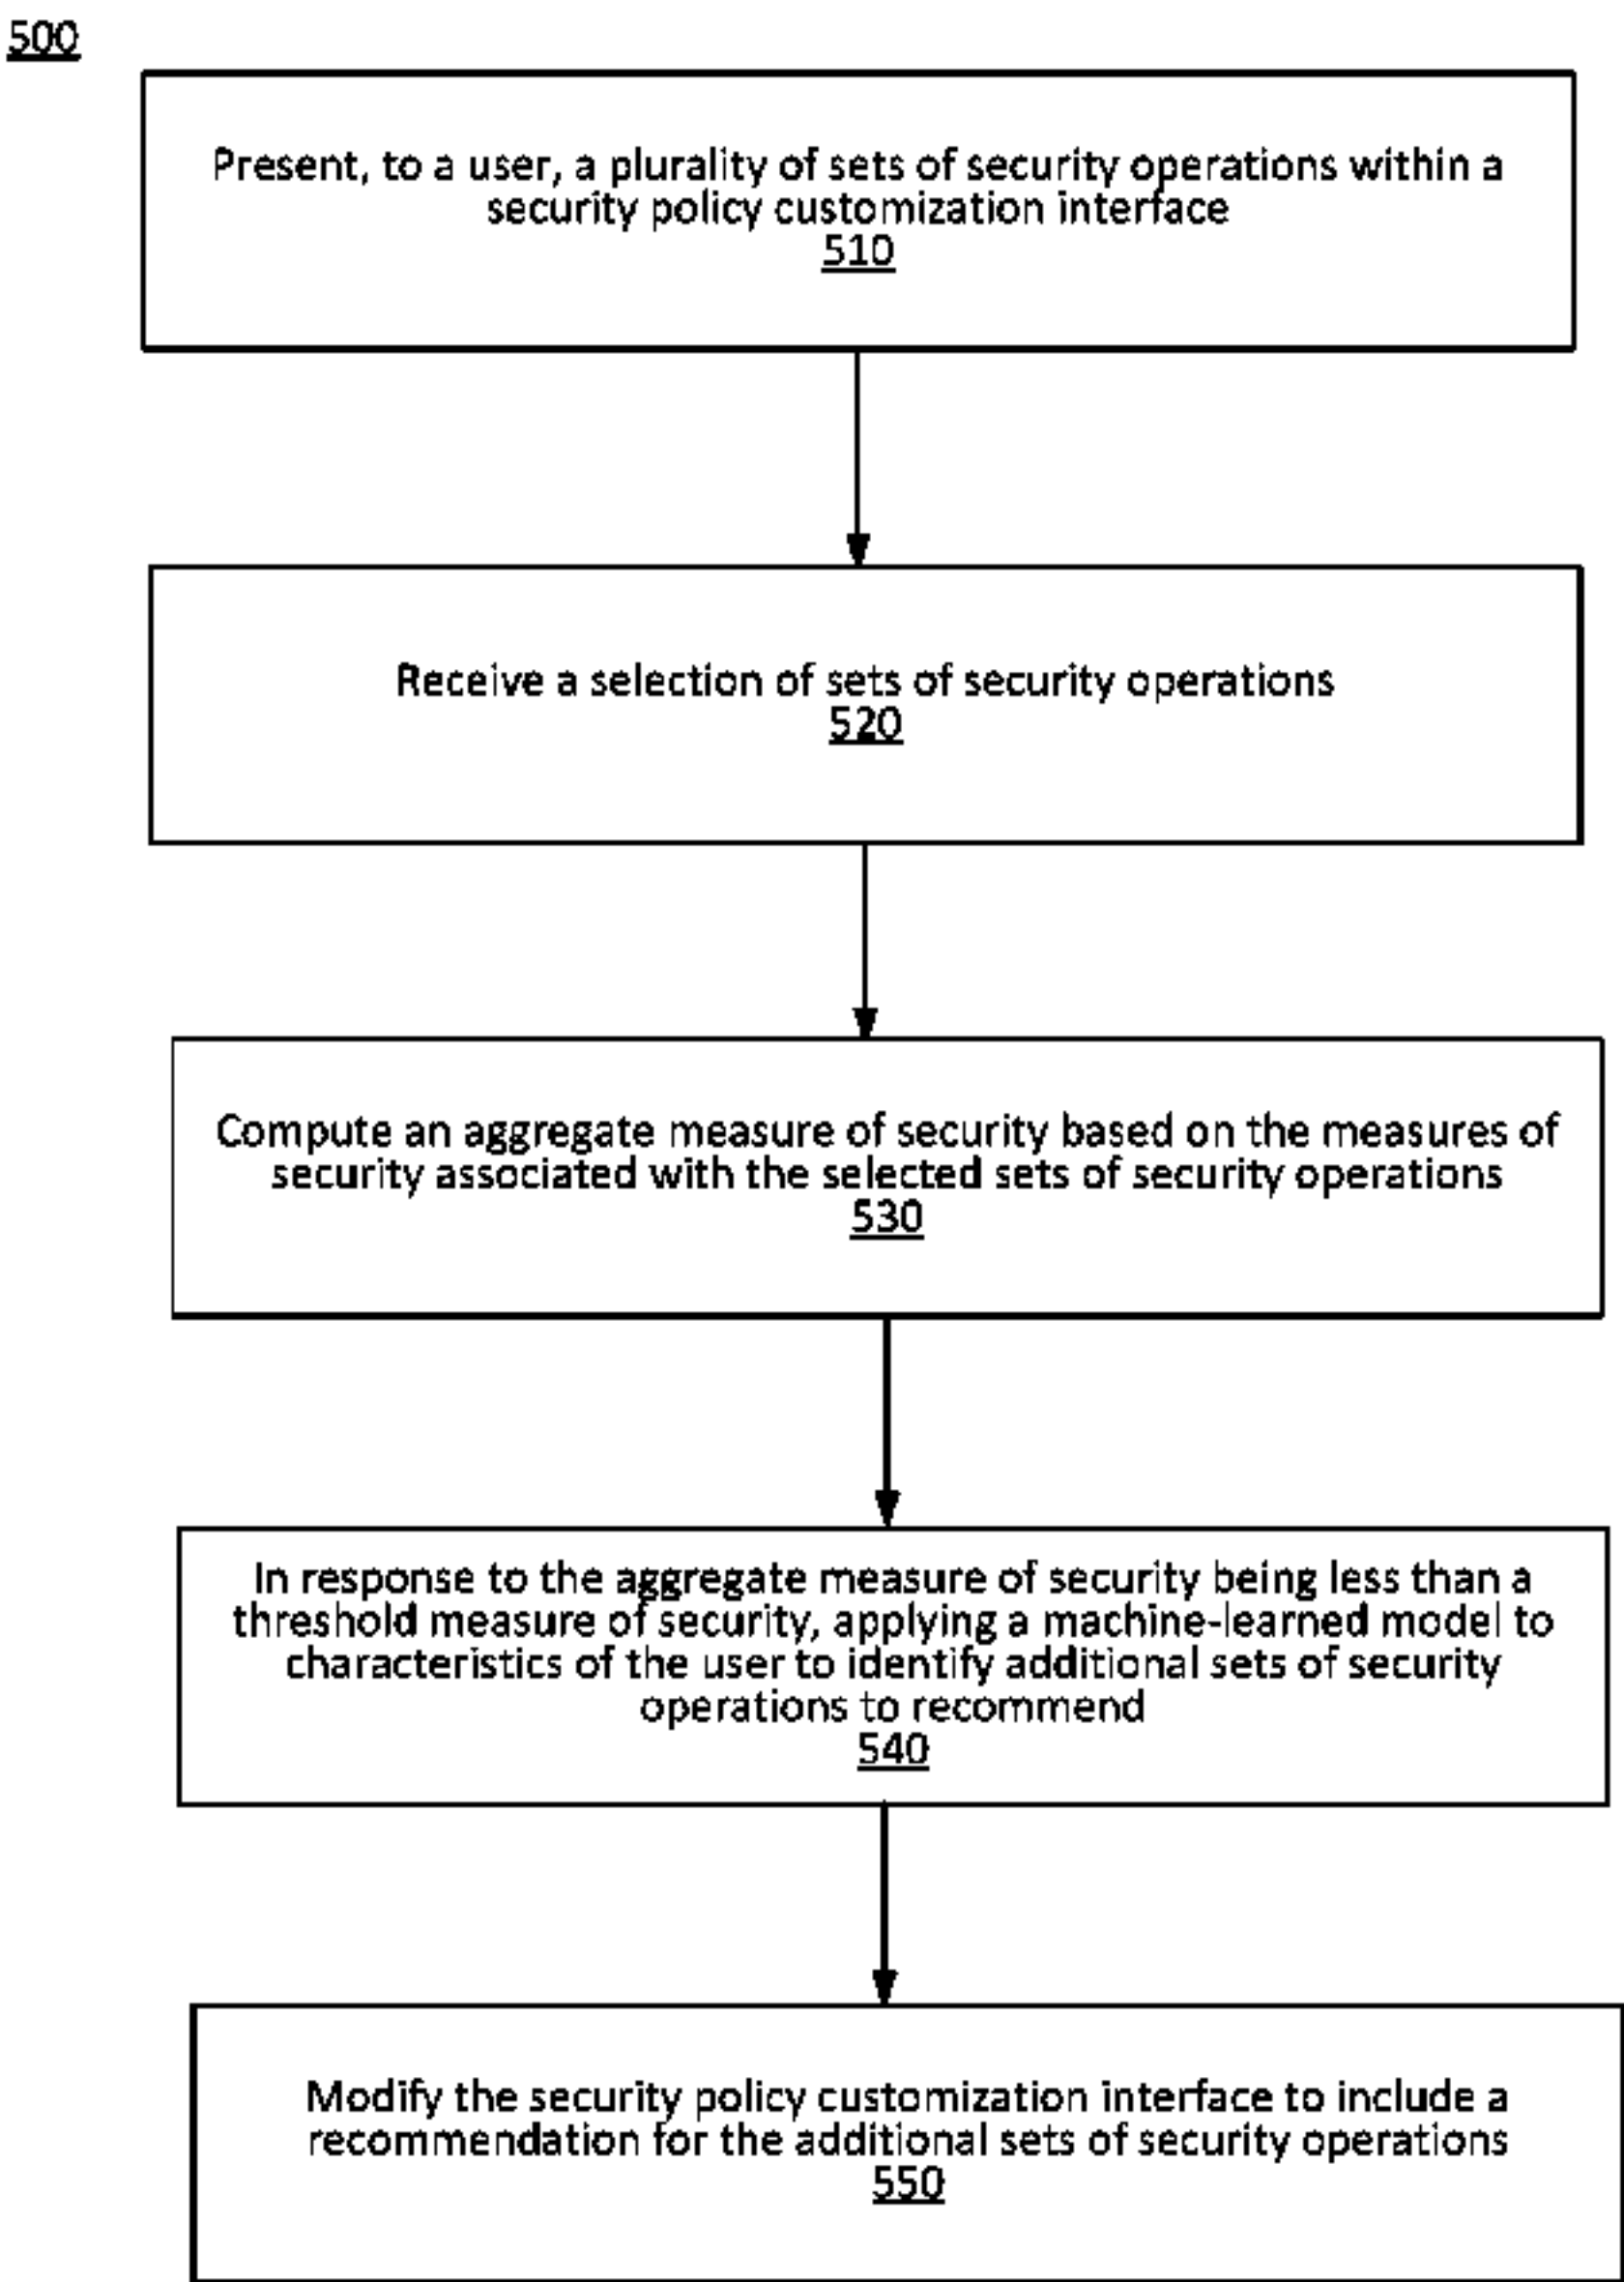 500
Present, to a user, a plurality of sets of security operations within a
security policy customization interface
510
Receive a selection of sets of security operations
520
Compute an aggregate measure of security based on the measures of
security associated with the selected sets of security operations
530
In response to the aggregate measure of security being less than a
threshold measure of security, applying a machine-learned model to
characteristics of the user to identify additional sets of security
operations to recommend
540
Modify the security policy customization interface to include a
recommendation for the additional sets of security operations
550